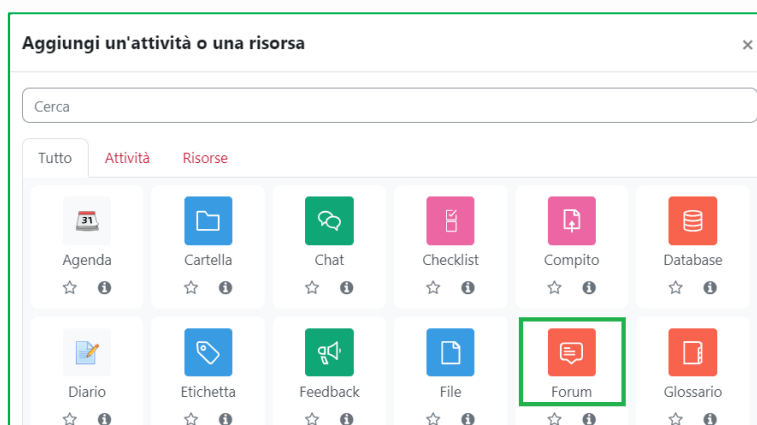 Aggiungi un'attività o una risorsa
Cerca
Tutto Attività Risorse
31
Agenda Cartella Chat Checklist Compito Database
Diario Etichetta Feedback File Forum Glossario